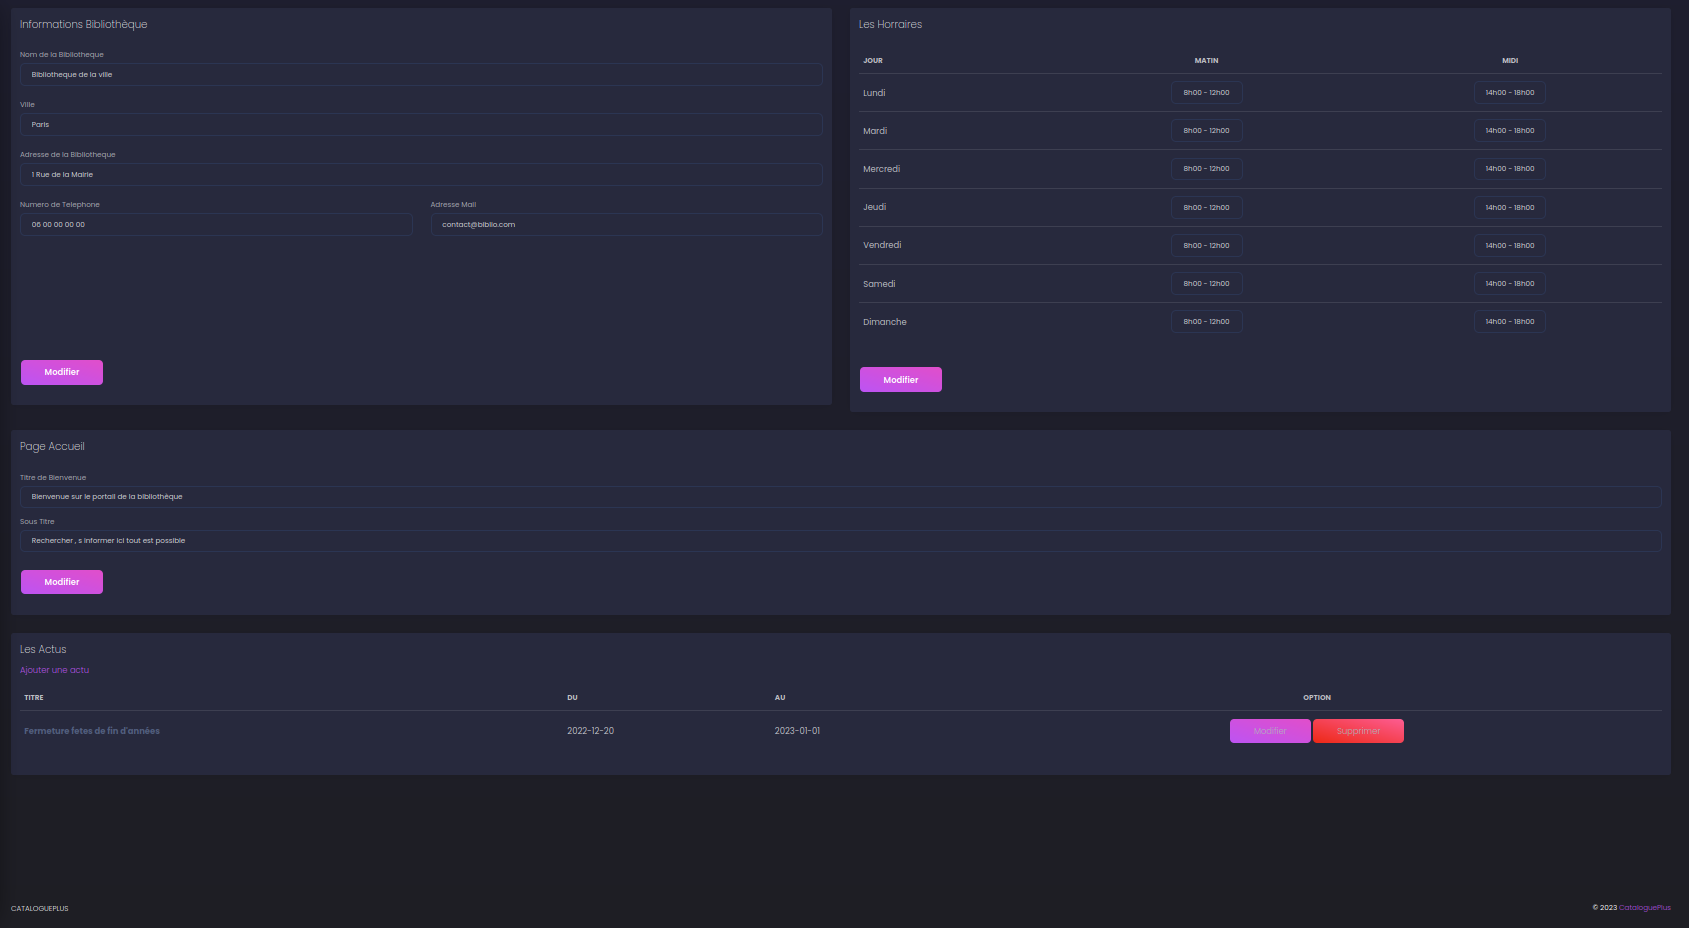 Informations Bibliothèque
Nom de la Bibliotheque
Bibliotheque de la ville
Ville
Paris
Adresse de la Bibliotheque
1 Rue de la Mairie
Numero de Telephone
06 00 00 00 00
Adresse Mail
contact@biblio.com
Modifier
Les Horraires
JOUR MATIN MIDI
Lundi 8h00 - 12h00 14h00 - 18h00
Mardi 8h00 - 12h00 14h00 - 18h00
Mercredi 8h00 - 12h00 14h00 - 18h00
Jeudi 8h00 - 12h00 14h00 - 18h00
Vendredi 8h00 - 12h00 14h00 - 18h00
Samedi 8h00 - 12h00 14h00 - 18h00
Dimanche 8h00 - 12h00 14h00 - 18h00
Modifier
Page Accueil
Titre de Bienvenue
Bienvenue sur le portail de la bibliothèque
Sous Titre
Rechercher , s informer ici tout est possible
Modifier
Les Actus
Ajouter une actu
TITRE DU AU OPTION
Fermeture fetes de fin d'années 2022-12-20 2023-01-01 Modifier Supprimer
CATALOGUEPLUS
© 2023 CataloguePlus